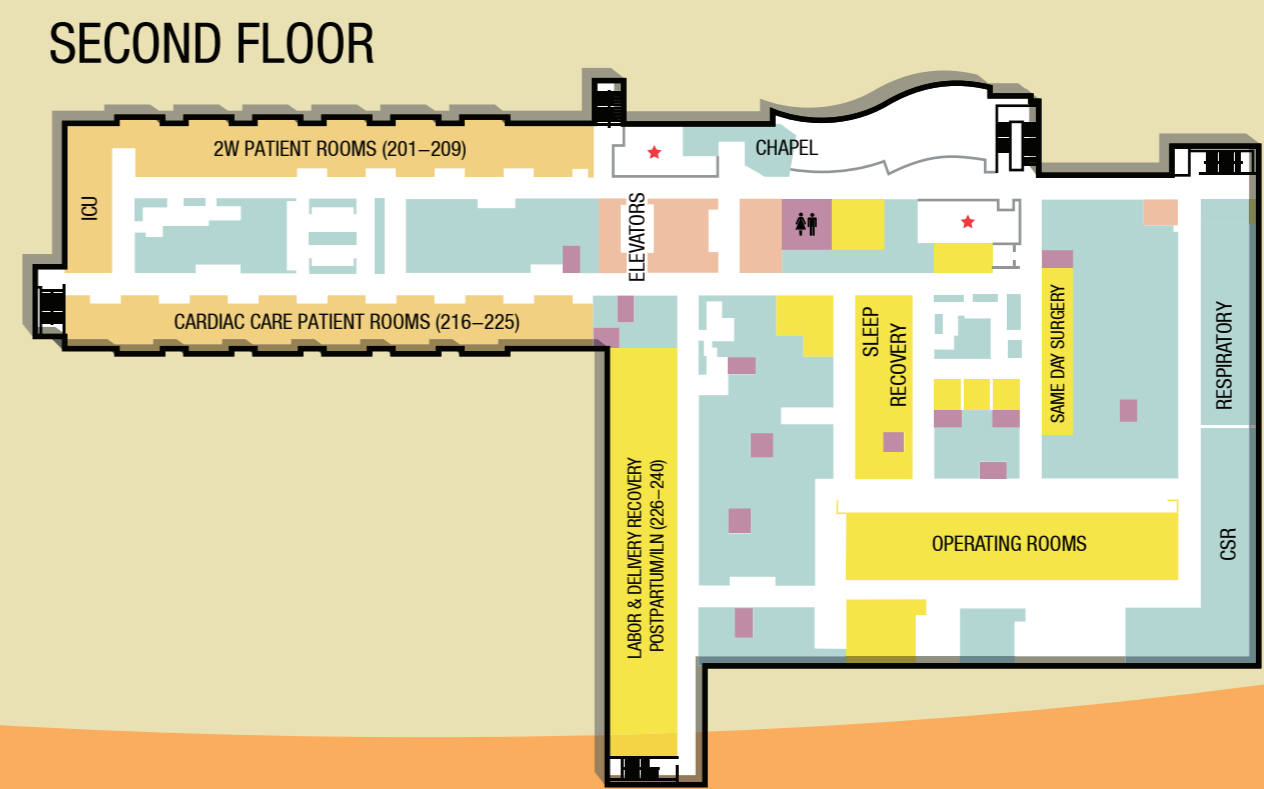 SECOND FLOOR
2W PATIENT ROOMS (201–209)
CHAPEL
ICU
ELEVATORS
CARDIAC CARE PATIENT ROOMS (216–225)
SLEEP
RECOVERY
SAME DAY SURGERY
RESPIRATORY
LABOR & DELIVERY RECOVERY
POSTPARTUM/ILN (226–240)
OPERATING ROOMS
CSR